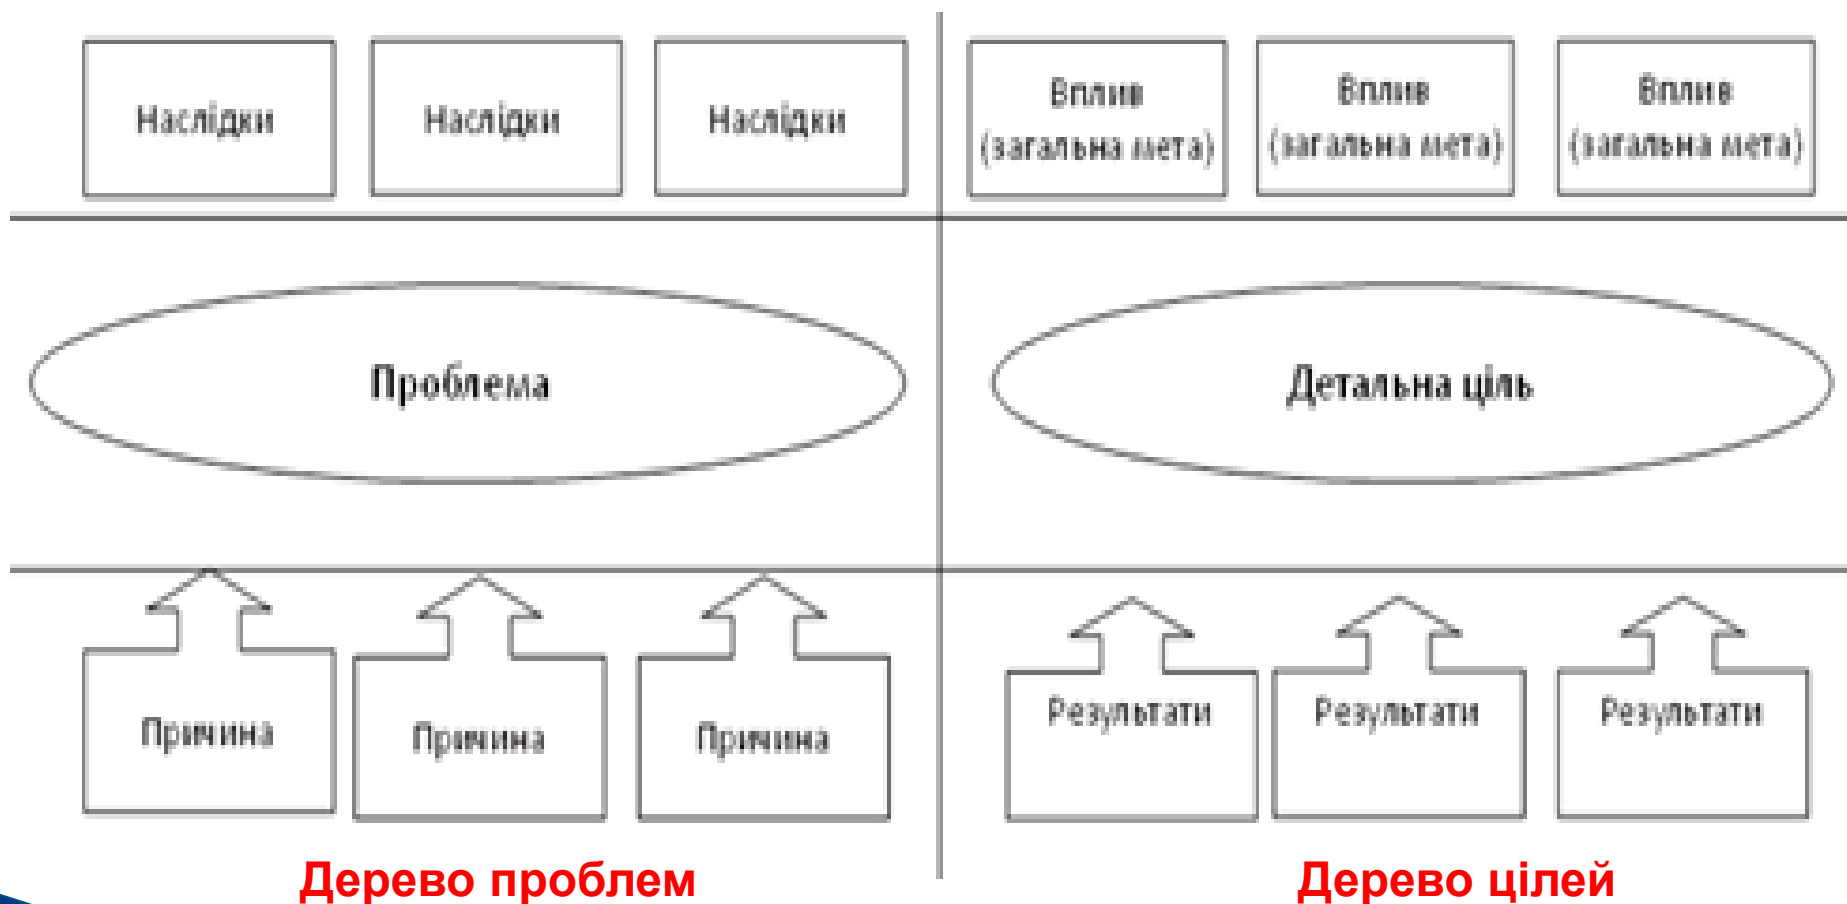 Наслідки
Наслідки
Наслідки
Вплив
(загальна мета)
Вплив
(загальна мета)
Вплив
(загальна мета)
Проблема
Детальна ціль
Причина
Причина
Причина
Результати
Результати
Результати
Дерево проблем
Дерево цілей